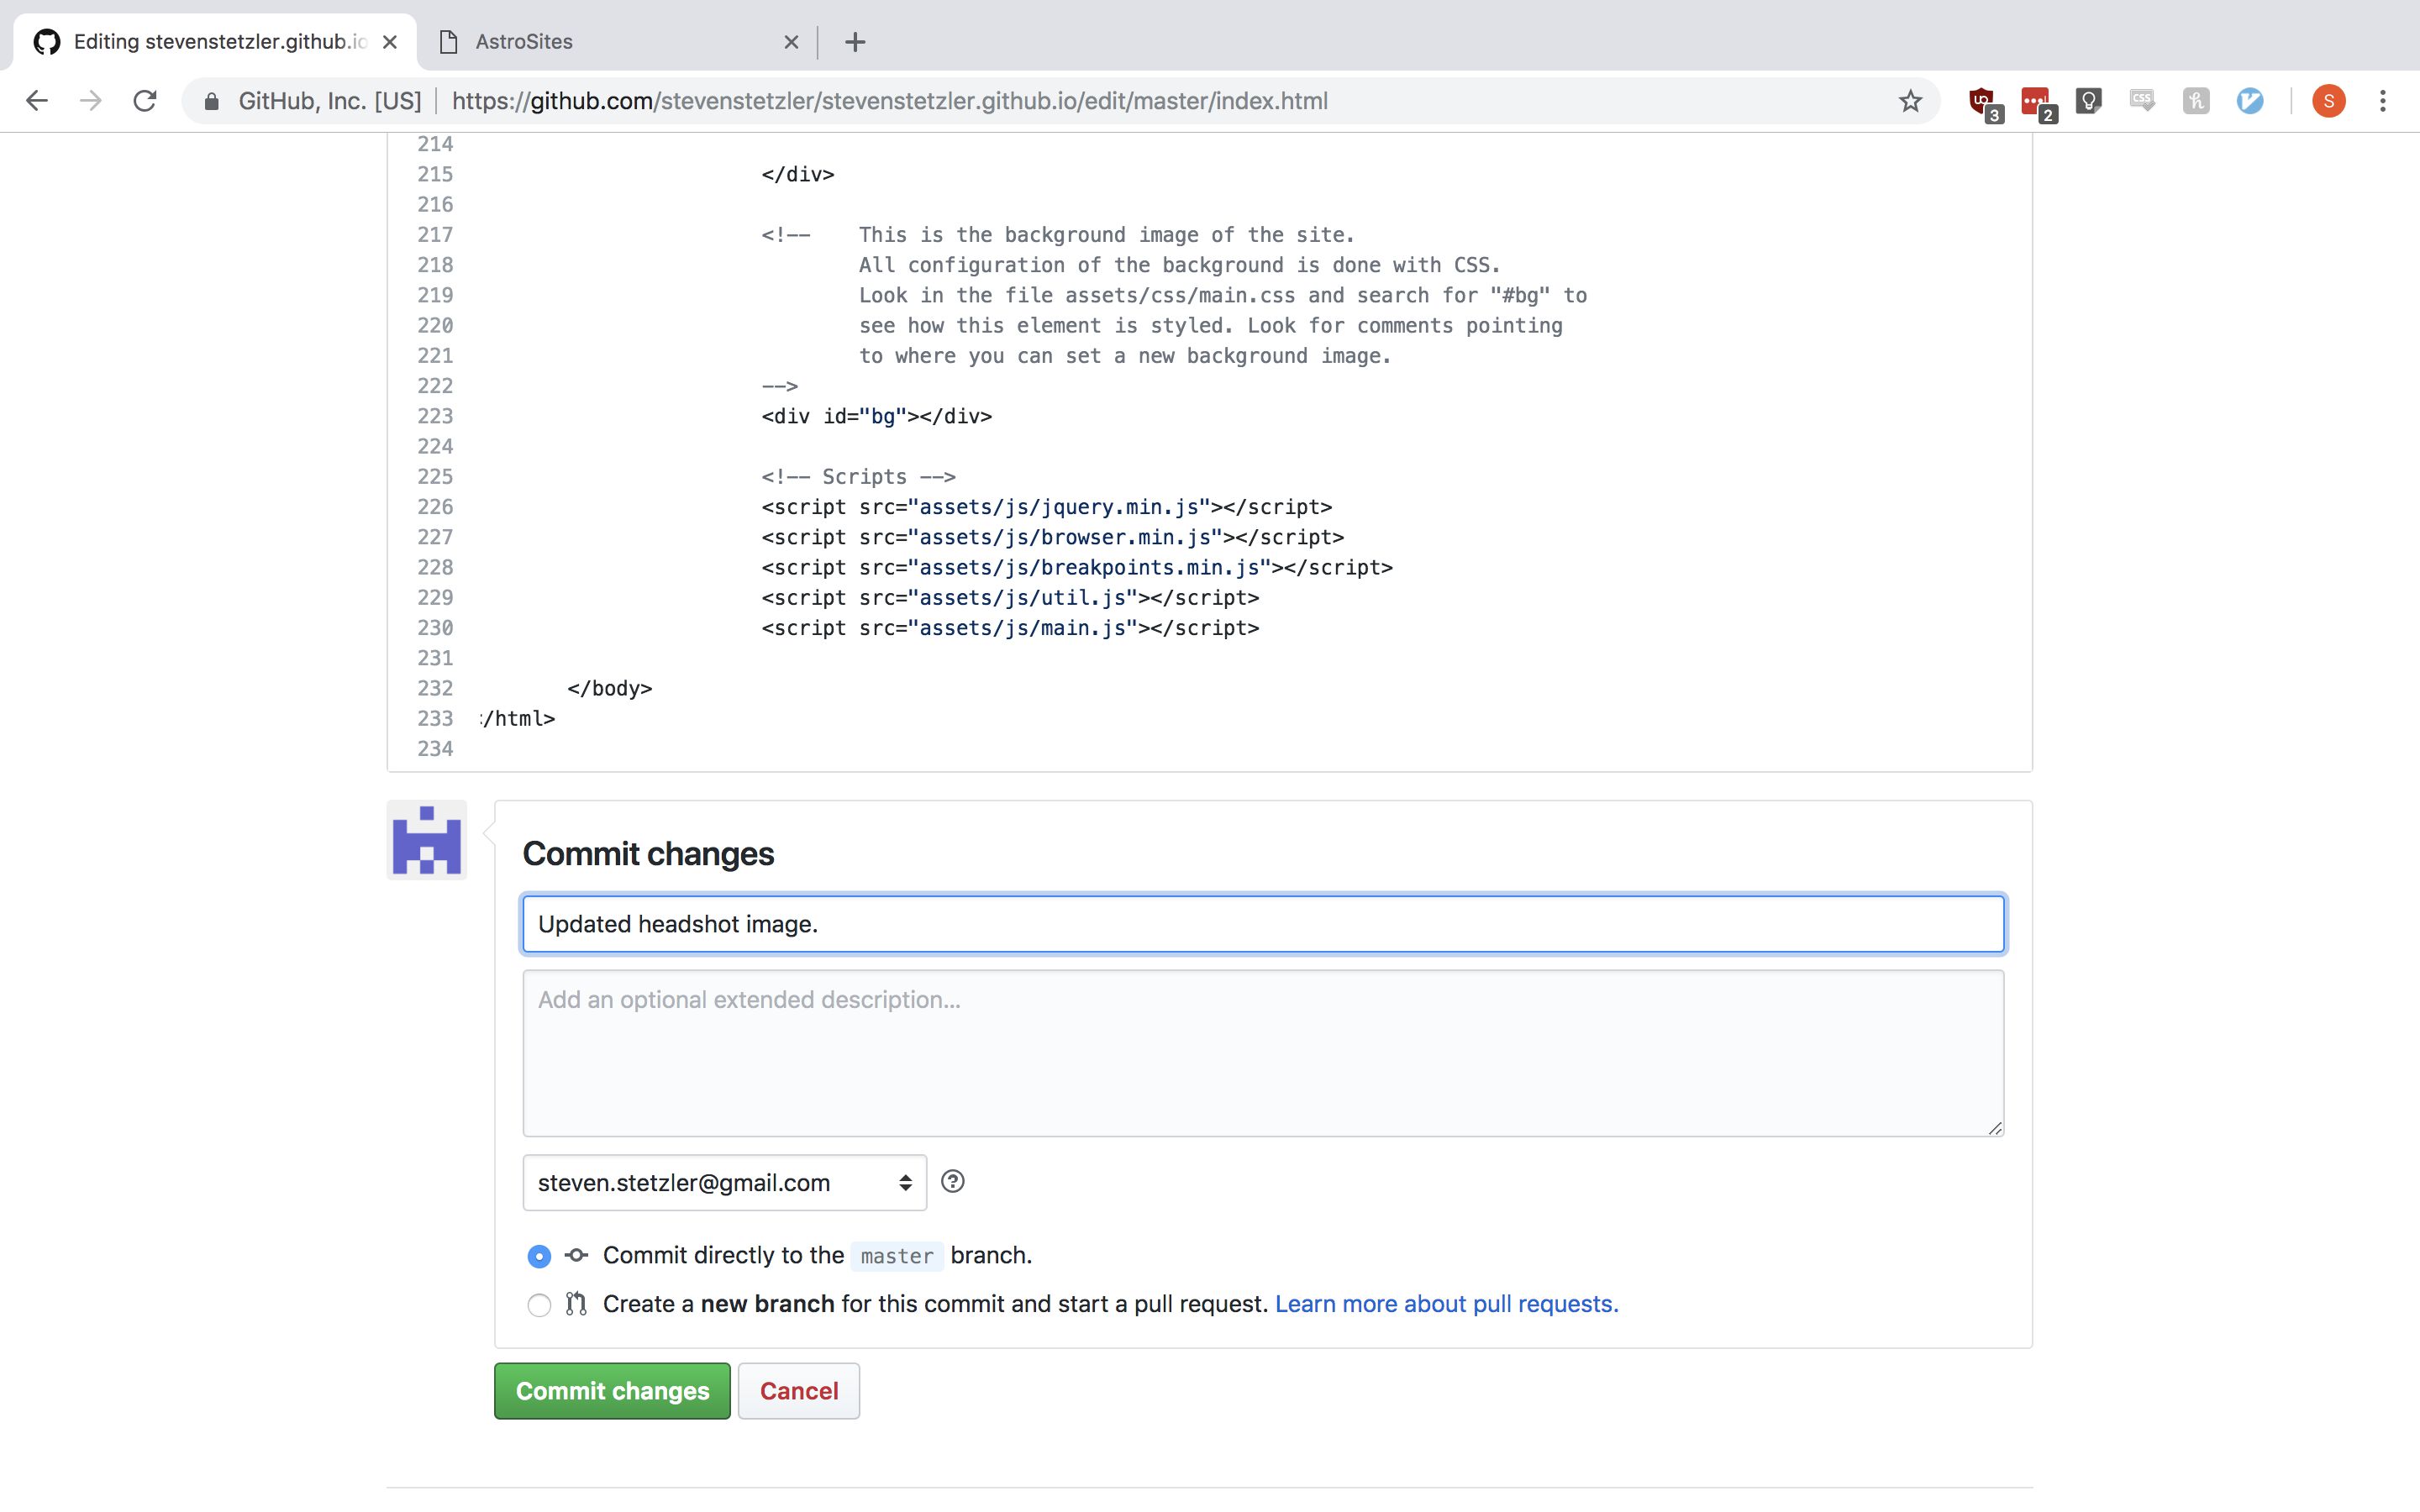 Editing stevenstetzler.github.io
AstroSites
GitHub, Inc. [US] https://github.com/stevenstetzler/stevenstetzler.github.io/edit/master/index.html
3
2
S
214
215 </div>
216
217 <!-- This is the background image of the site.
218 All configuration of the background is done with CSS.
219 Look in the file assets/css/main.css and search for "#bg" to
220 see how this element is styled. Look for comments pointing
221 to where you can set a new background image.
222 -->
223 <div id="bg"></div>
224
225 <!-- Scripts -->
226 <script src="assets/js/jquery.min.js"></script>
227 <script src="assets/js/browser.min.js"></script>
228 <script src="assets/js/breakpoints.min.js"></script>
229 <script src="assets/js/util.js"></script>
230 <script src="assets/js/main.js"></script>
231
232 </body>
233 </html>
234
Commit changes
Updated headshot image.
Add an optional extended description...
steven.stetzler@gmail.com
Commit directly to the master branch.
Create a new branch for this commit and start a pull request. Learn more about pull requests.
Commit changes Cancel